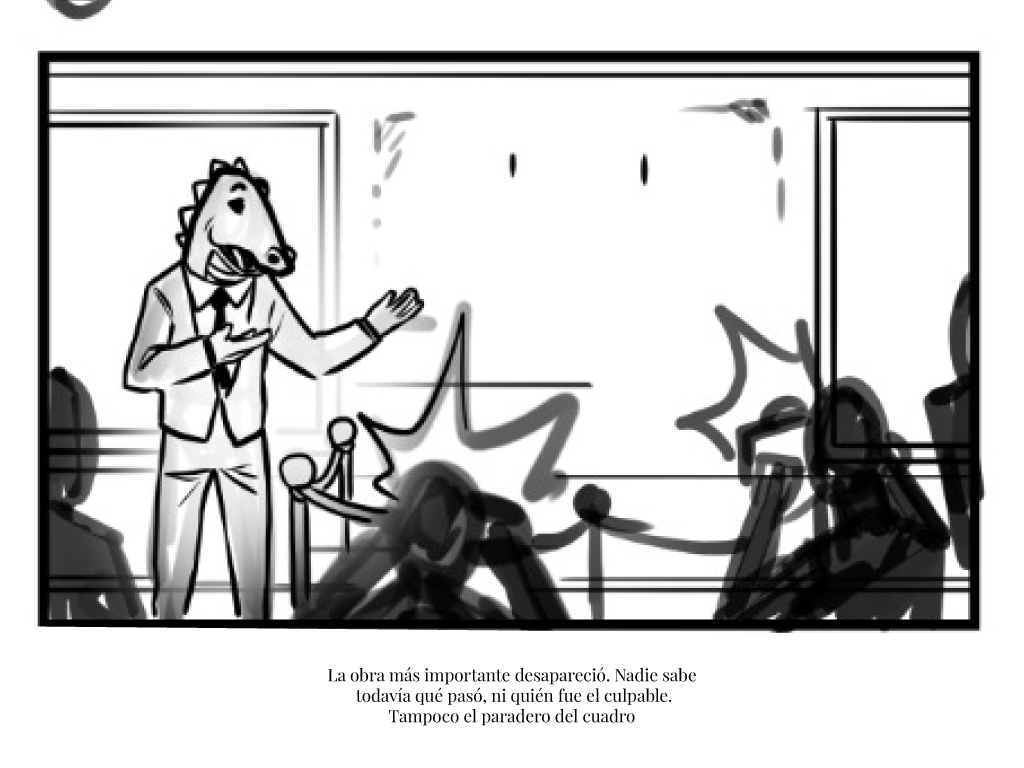 La obra más importante desapareció. Nadie sabe
todavía qué pasó, ni quién fue el culpable.
Tampoco el paradero del cuadro